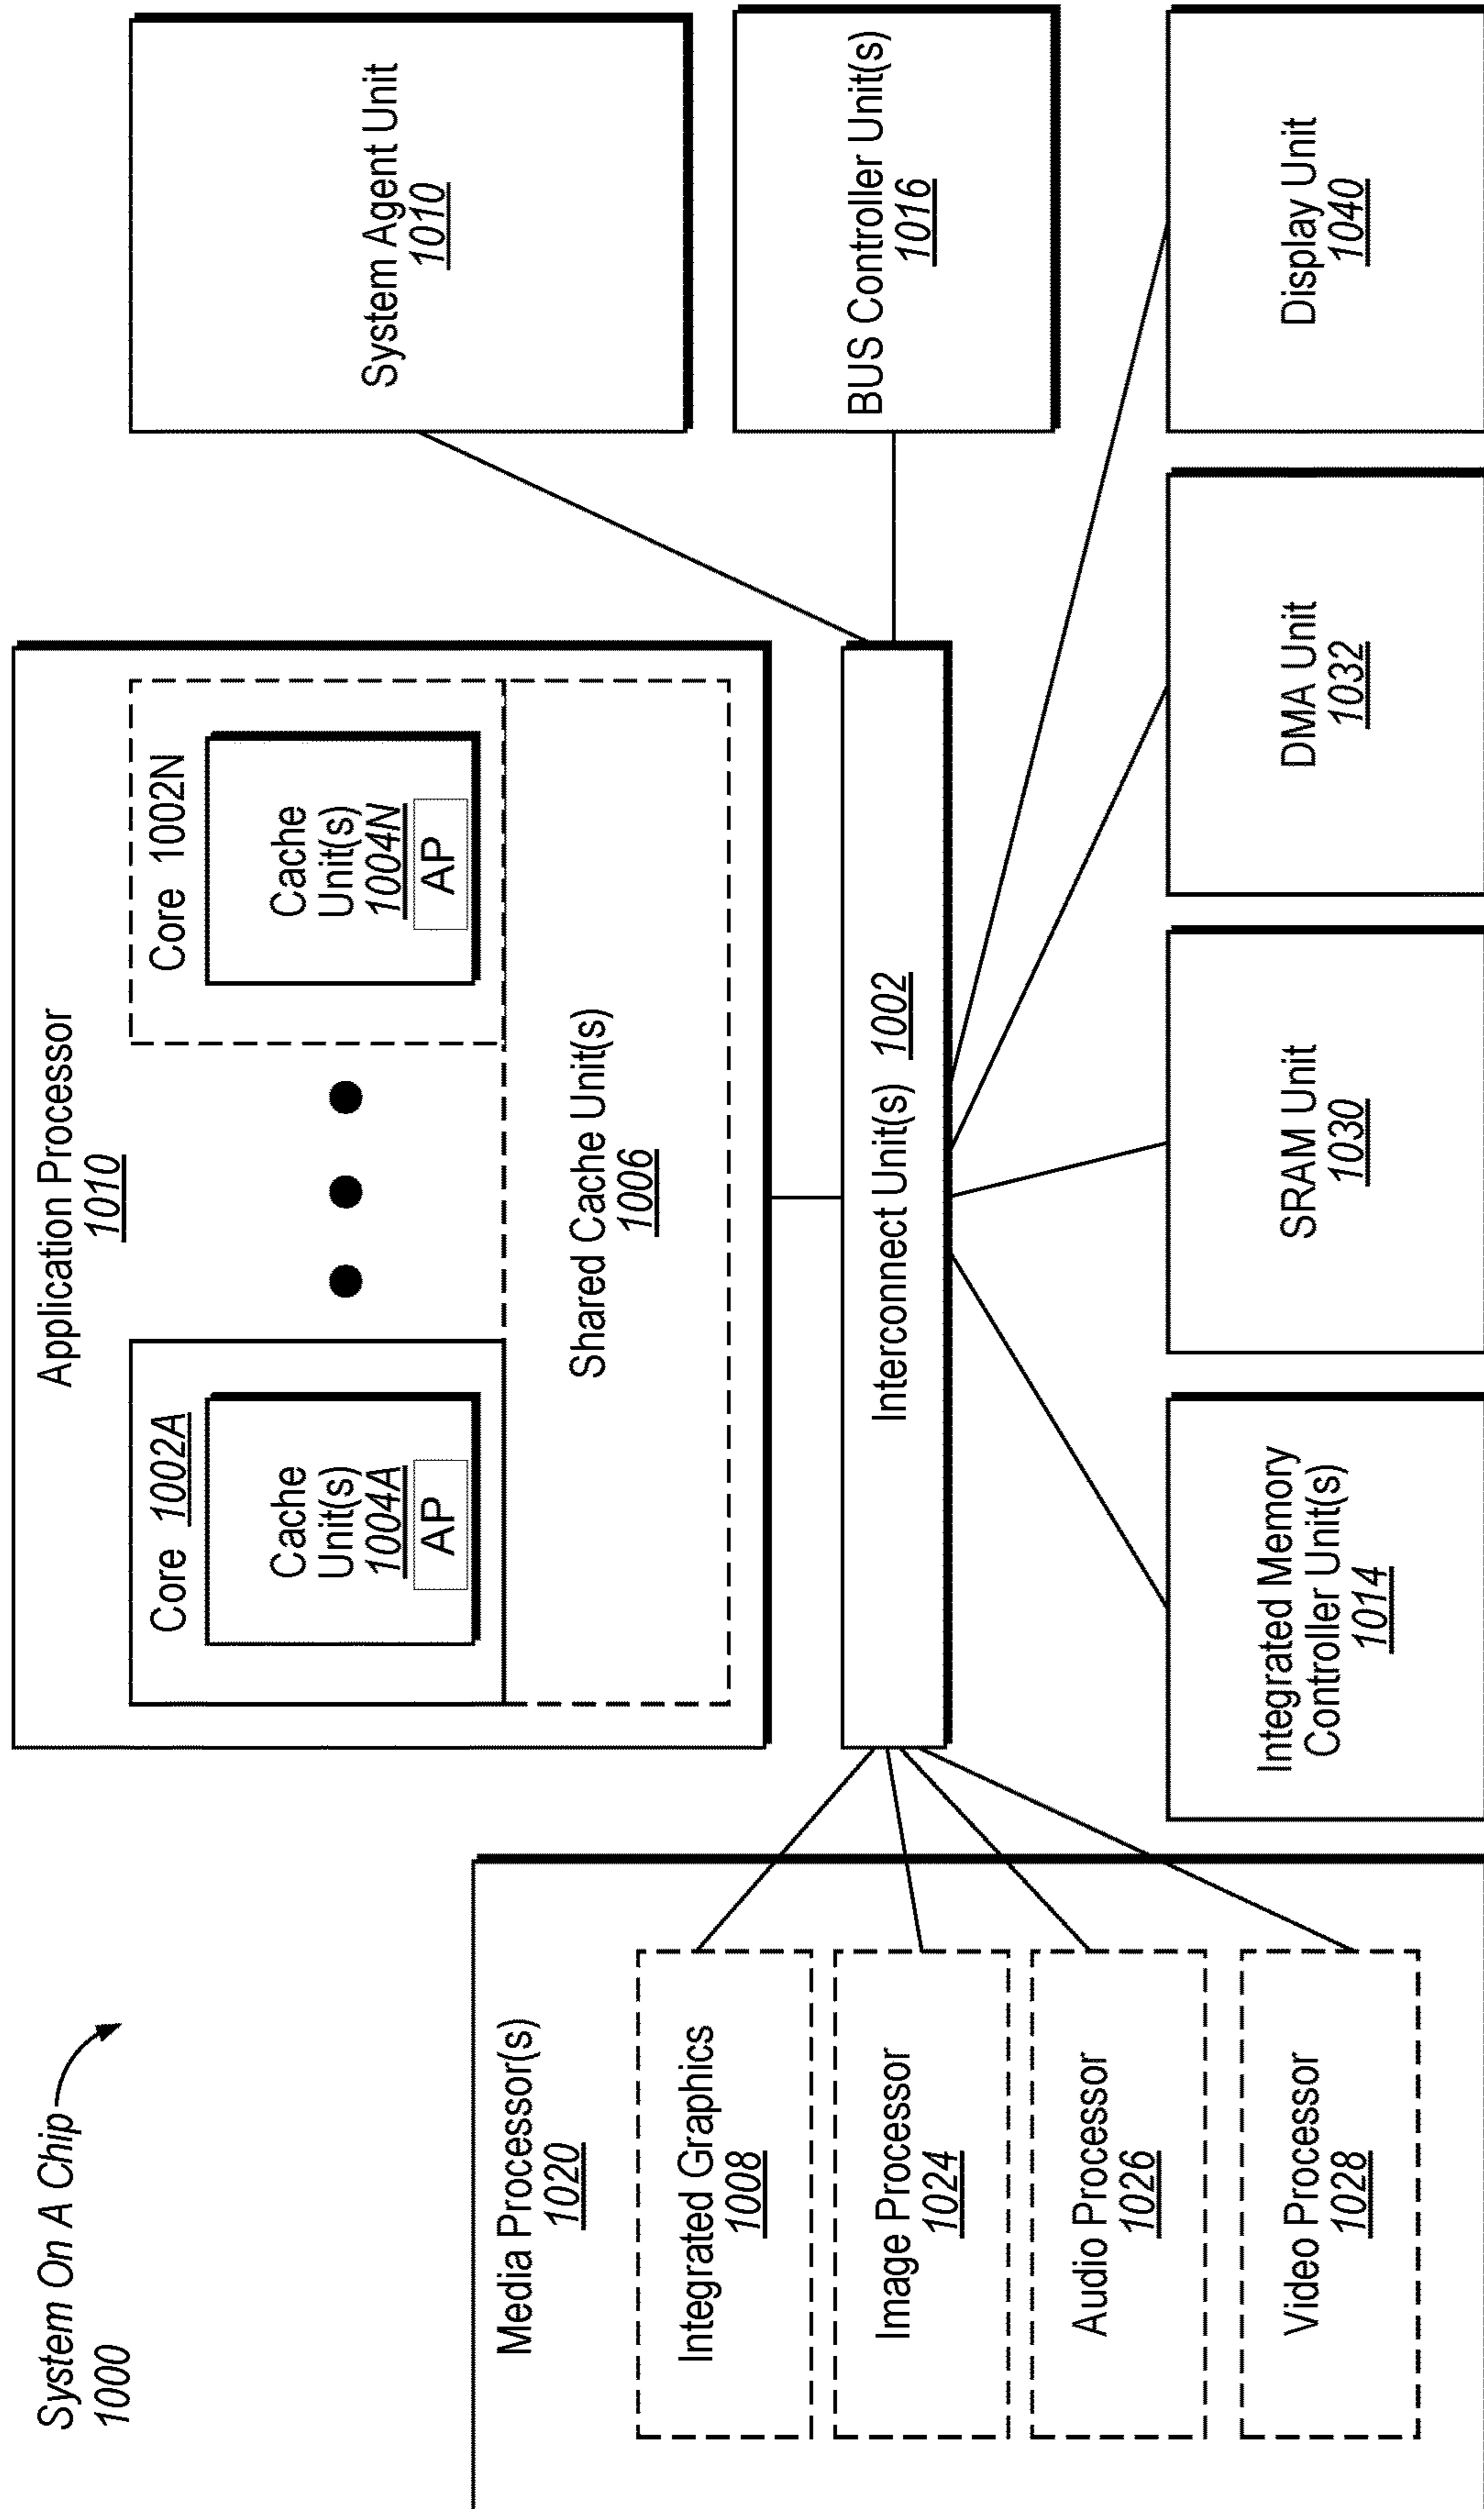 System On A Chip
1000
Application Processor
1010
Core 1002A
Cache
Unit(s)
1004A
AP
Core 1002N
Cache
Unit(s)
1004N
AP
Shared Cache Unit(s)
1006
System Agent Unit
1010
Media Processor(s)
1020
Integrated Graphics
1008
Image Processor
1024
Audio Processor
1026
Video Processor
1028
Interconnect Unit(s) 1002
BUS Controller Unit(s)
1016
Integrated Memory
Controller Unit(s)
1014
SRAM Unit
1030
DMA Unit
1032
Display Unit
1040